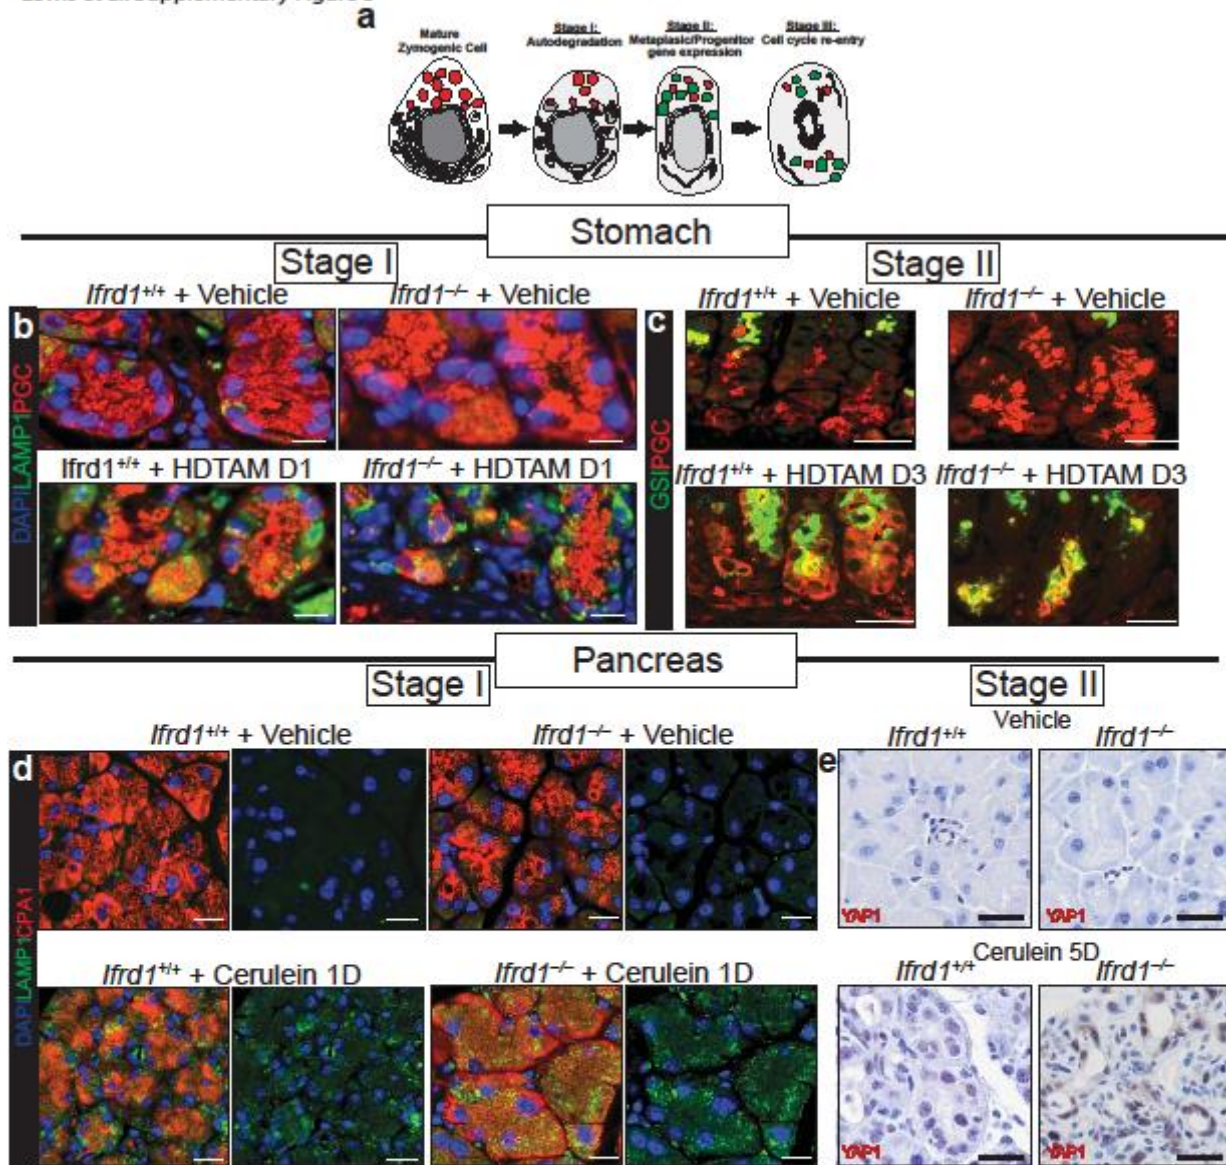 a
Mature
Zymogenic Cell
Stage I:
Autodegradation
Stage II:
Metaplasic/Progenitor
gene expression
Stage III:
Cell cycle re-entry
Stomach
Stage I
Stage II
b
Ifrd1+/+ + Vehicle
Ifrd1–/– + Vehicle
DAPI|LAMP1|PGC
Ifrd1+/+ + HDTAM D1
Ifrd1–/– + HDTAM D1
c
Ifrd1+/+ + Vehicle
Ifrd1–/– + Vehicle
GSII|PGC
Ifrd1+/+ + HDTAM D3
Ifrd1–/– + HDTAM D3
Pancreas
Stage I
Stage II
d
Ifrd1+/+ + Vehicle
Ifrd1–/– + Vehicle
DAPI|LAMP1|CPA1
Ifrd1+/+ + Cerulein 1D
Ifrd1–/– + Cerulein 1D
e
Vehicle
Ifrd1+/+
Ifrd1–/–
YAP1
YAP1
Cerulein 5D
Ifrd1+/+
Ifrd1–/–
YAP1
YAP1